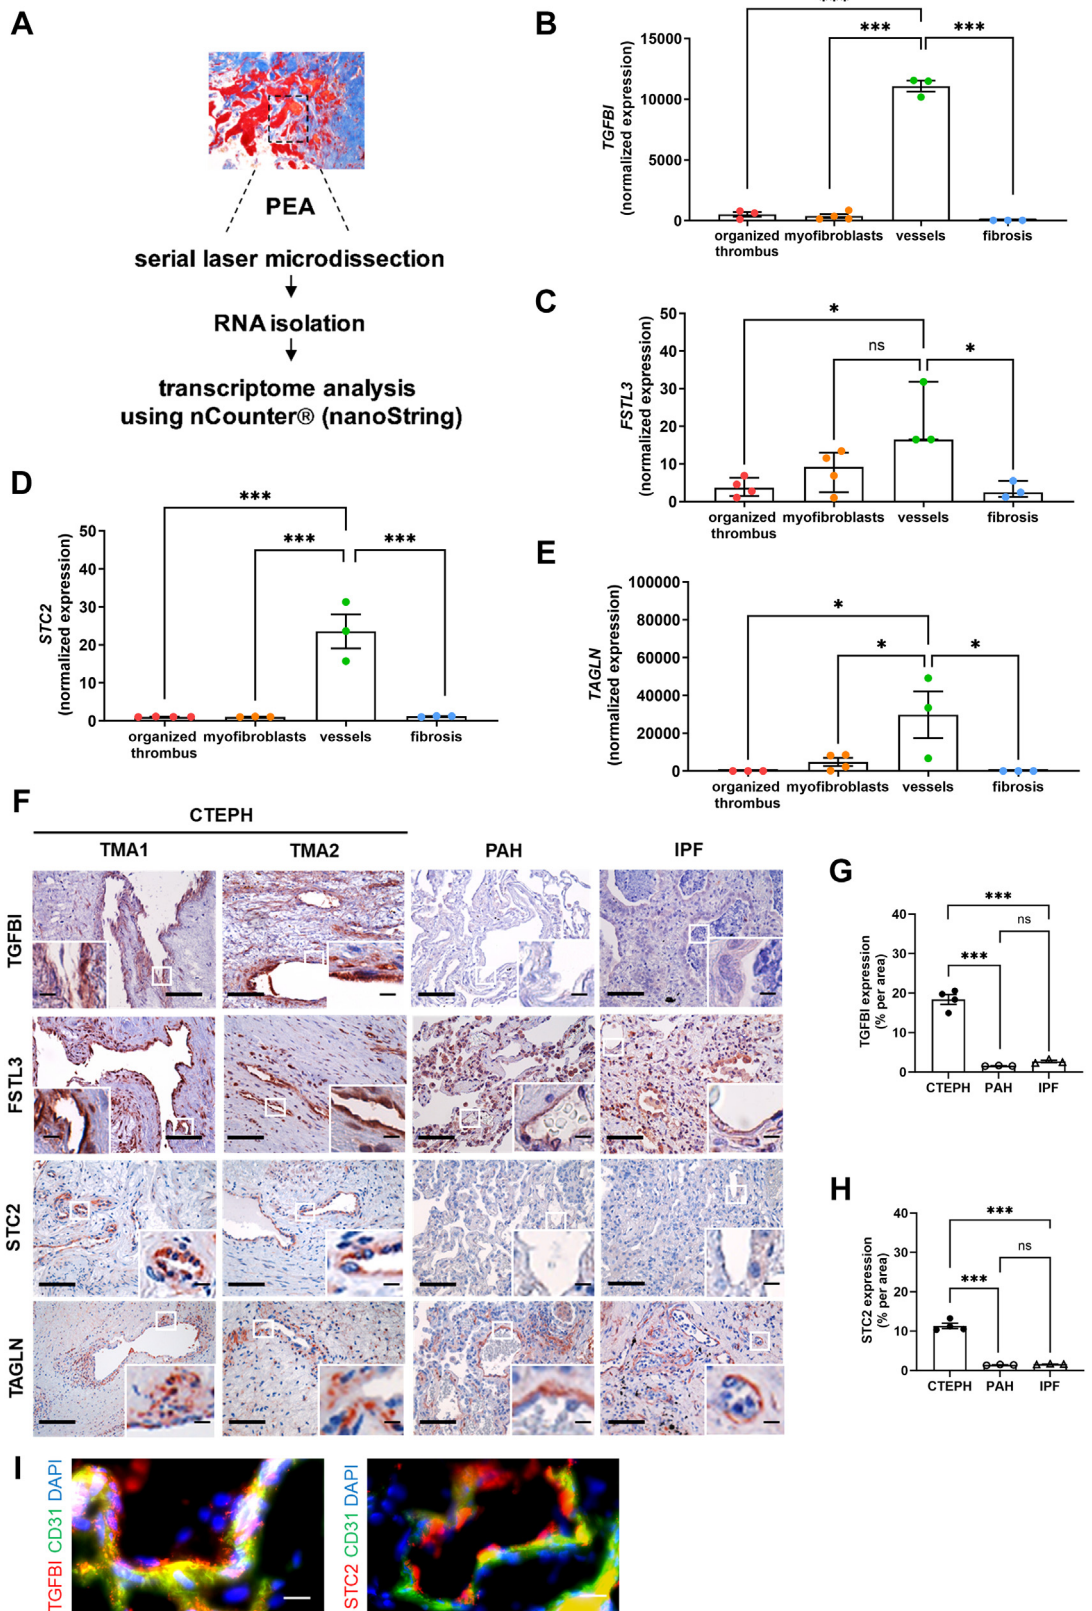 A
PEA
serial laser microdissection
RNA isolation
transcriptome analysis
using nCounter® (nanoString)
B
***
***
***
TGFBI
(normalized expression)
15000
10000
5000
0
organized
thrombus
myofibroblasts
vessels
fibrosis
C
*
ns
*
FSTL3
(normalized expression)
50
40
30
20
10
0
organized
thrombus
myofibroblasts
vessels
fibrosis
D
***
***
***
STC2
(normalized expression)
50
40
30
20
10
0
organized
thrombus
myofibroblasts
vessels
fibrosis
E
*
*
*
TAGLN
(normalized expression)
100000
80000
60000
40000
20000
0
organized
thrombus
myofibroblasts
vessels
fibrosis
F
CTEPH
TMA1
TMA2
PAH
IPF
TGFBI
FSTL3
STC2
TAGLN
G
***
ns
***
TGFBI expression
(% per area)
40
30
20
10
0
CTEPH
PAH
IPF
H
***
ns
***
STC2 expression
(% per area)
40
30
20
10
0
CTEPH
PAH
IPF
I
TGFBI CD31 DAPI
STC2 CD31 DAPI